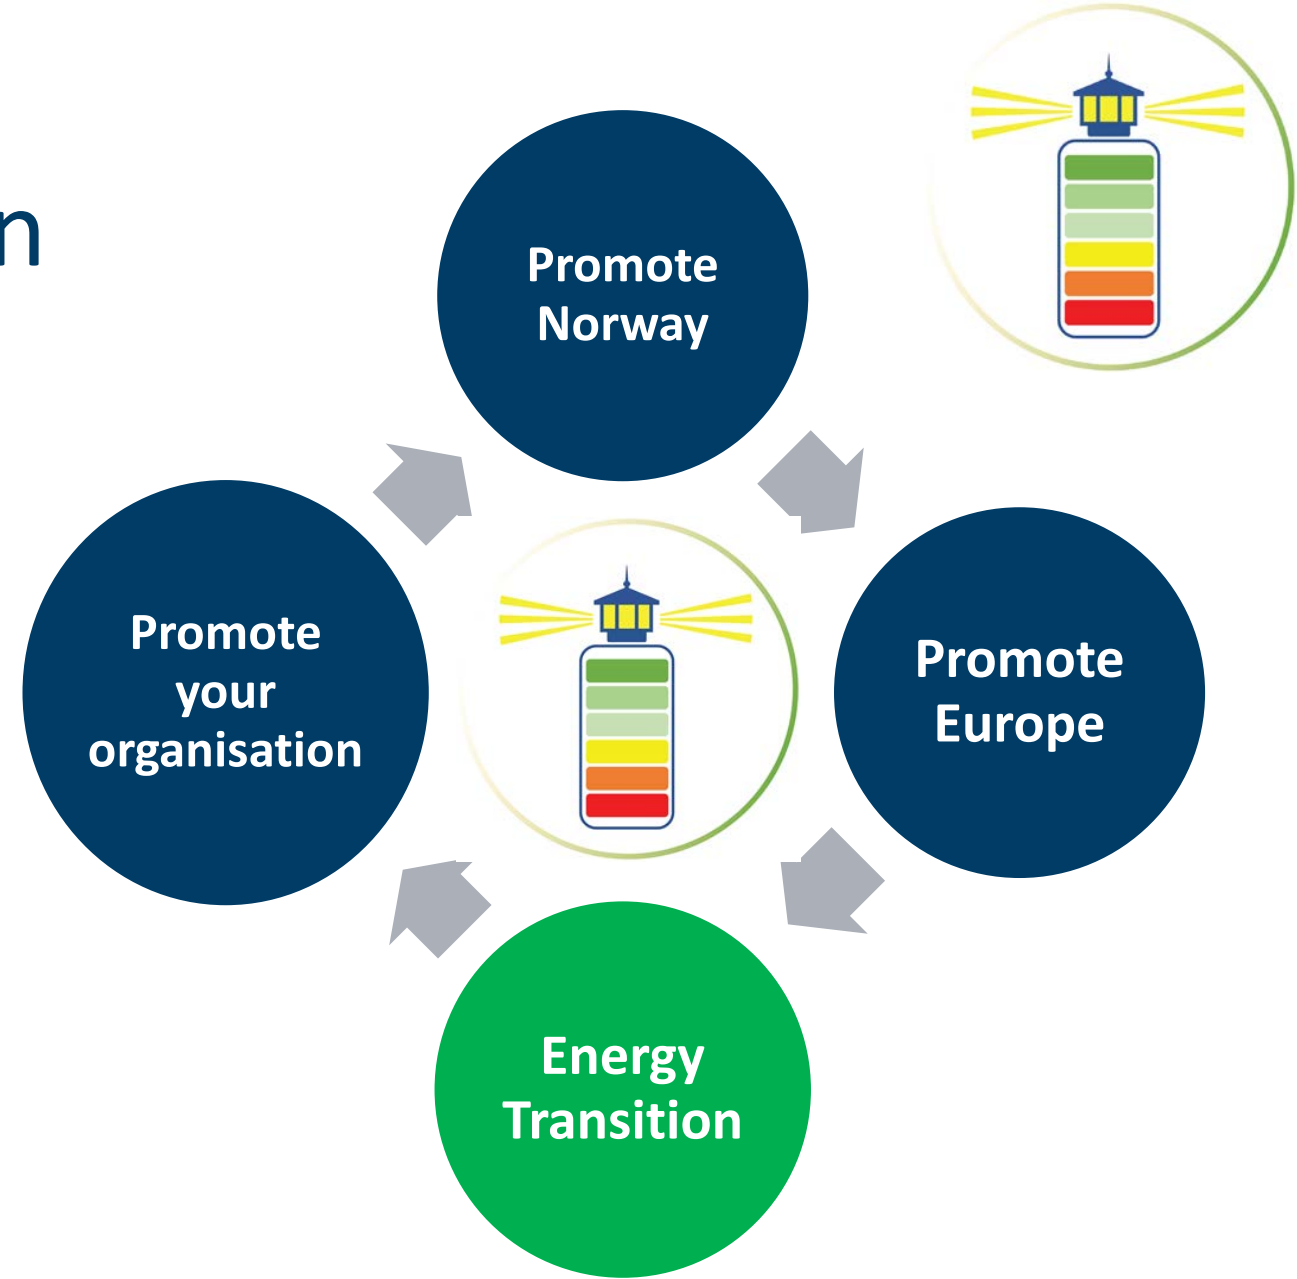 n
Promote
Norway
Promote
your
organisation
Promote
Europe
Energy
Transition